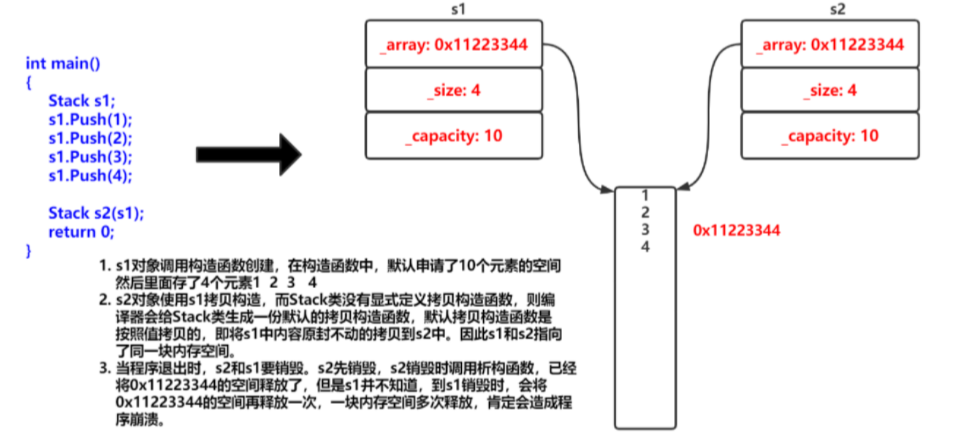 s1
s2
int main()
{
Stack s1;
s1.Push(1);
s1.Push(2);
s1.Push(3);
s1.Push(4);
Stack s2(s1);
return 0;
}
_array: 0x11223344
_size: 4
_capacity: 10
_array: 0x11223344
_size: 4
_capacity: 10
1
2
3
4
0x11223344
1. s1对象调用构造函数创建，在构造函数中，默认申请了10个元素的空间
然后里面存了4个元素1 2 3 4
2. s2对象使用s1拷贝构造，而Stack类没有显式定义拷贝构造函数，则编
译器会给Stack类生成一份默认的拷贝构造函数，默认拷贝构造函数是
按照值拷贝的，即将s1中内容原封不动的拷贝到s2中。因此s1和s2指向
了同一块内存空间。
3. 当程序退出时，s2和s1要销毁。s2先销毁，s2销毁时调用析构函数，已经
将0x11223344的空间释放了，但是s1并不知道，到s1销毁时，会将
0x11223344的空间再释放一次，一块内存空间多次释放，肯定会造成程
序崩溃。